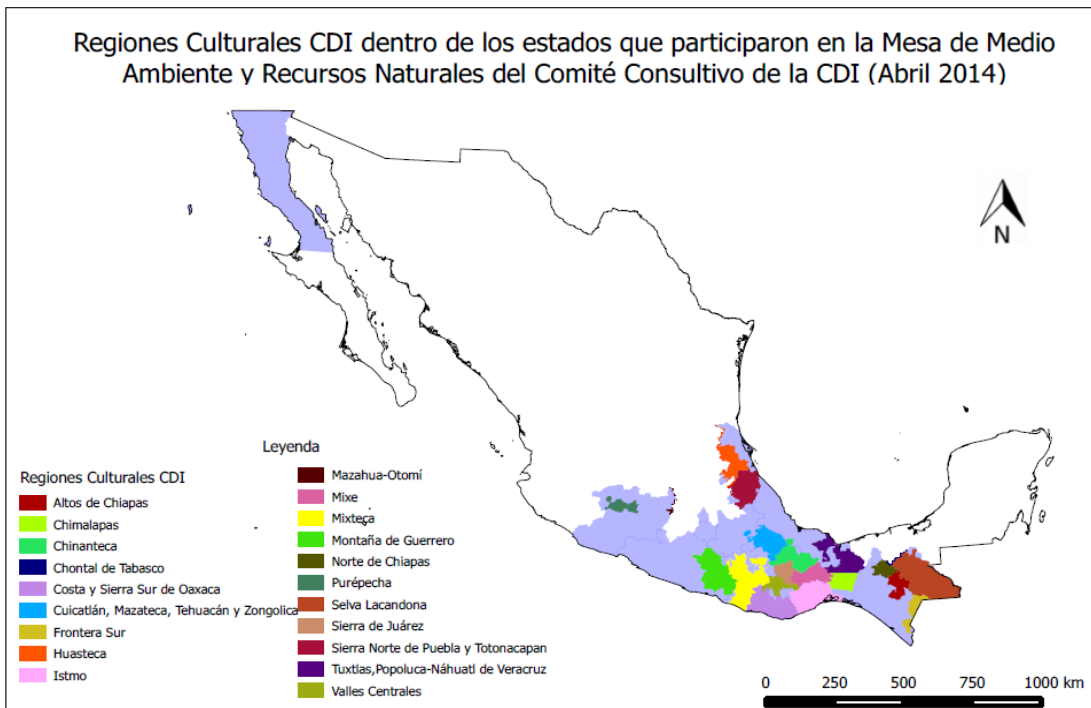 Regiones Culturales CDI dentro de los estados que participaron en la Mesa de Medio
Ambiente y Recursos Naturales del Comité Consultivo de la CDI (Abril 2014)
N
Leyenda
Regiones Culturales CDI
Altos de Chiapas
Chimalapas
Chinanteca
Chontal de Tabasco
Costa y Sierra Sur de Oaxaca
Cuicatlán, Mazateca, Tehuacán y Zongolica
Frontera Sur
Huasteca
Istmo
Mazahua-Otomí
Mixe
Mixteca
Montaña de Guerrero
Norte de Chiapas
Purépecha
Selva Lacandona
Sierra de Juárez
Sierra Norte de Puebla y Totonacapan
Tuxtlas,Popoluca-Náhuatl de Veracruz
Valles Centrales
0 250 500 750 1000 km